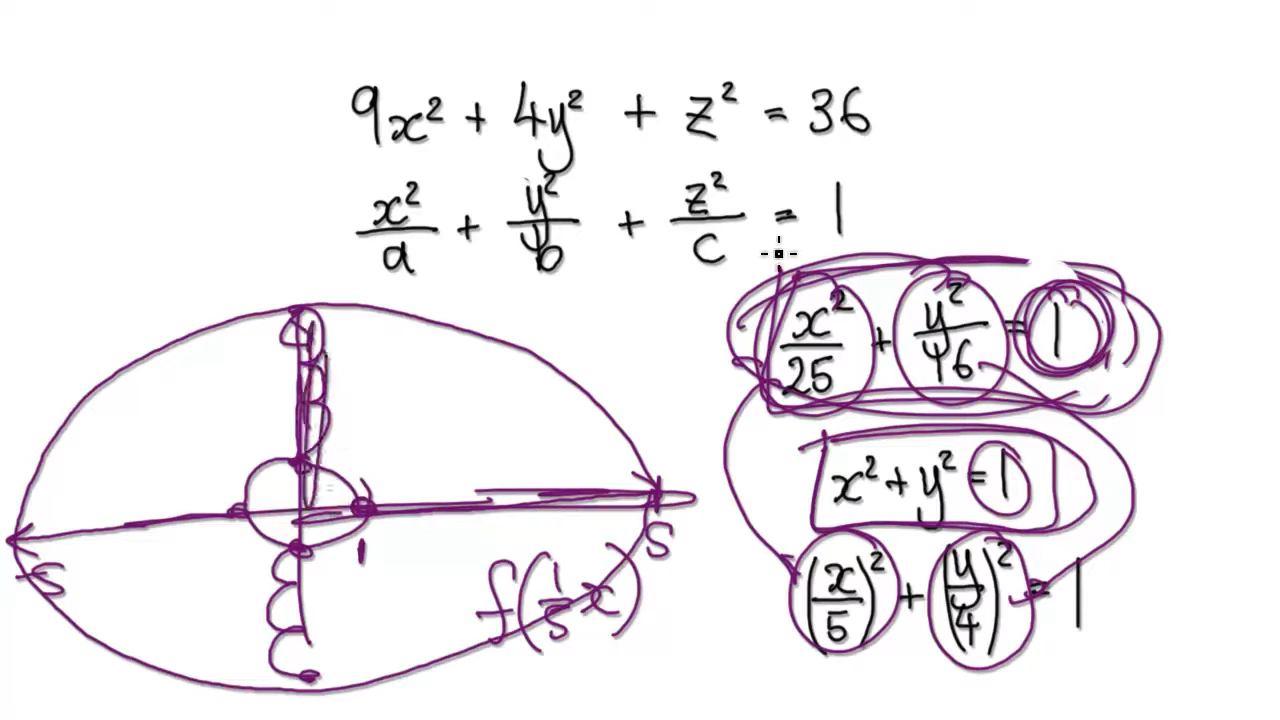 9x² + 4y² + z² = 36
x²/a + y²/b + z²/c = 1
x²/25 + y²/16 = 1
x² + y² = 1
1
5
-5
f(1/5 x)
(x/5)² + (y/4)² = 1